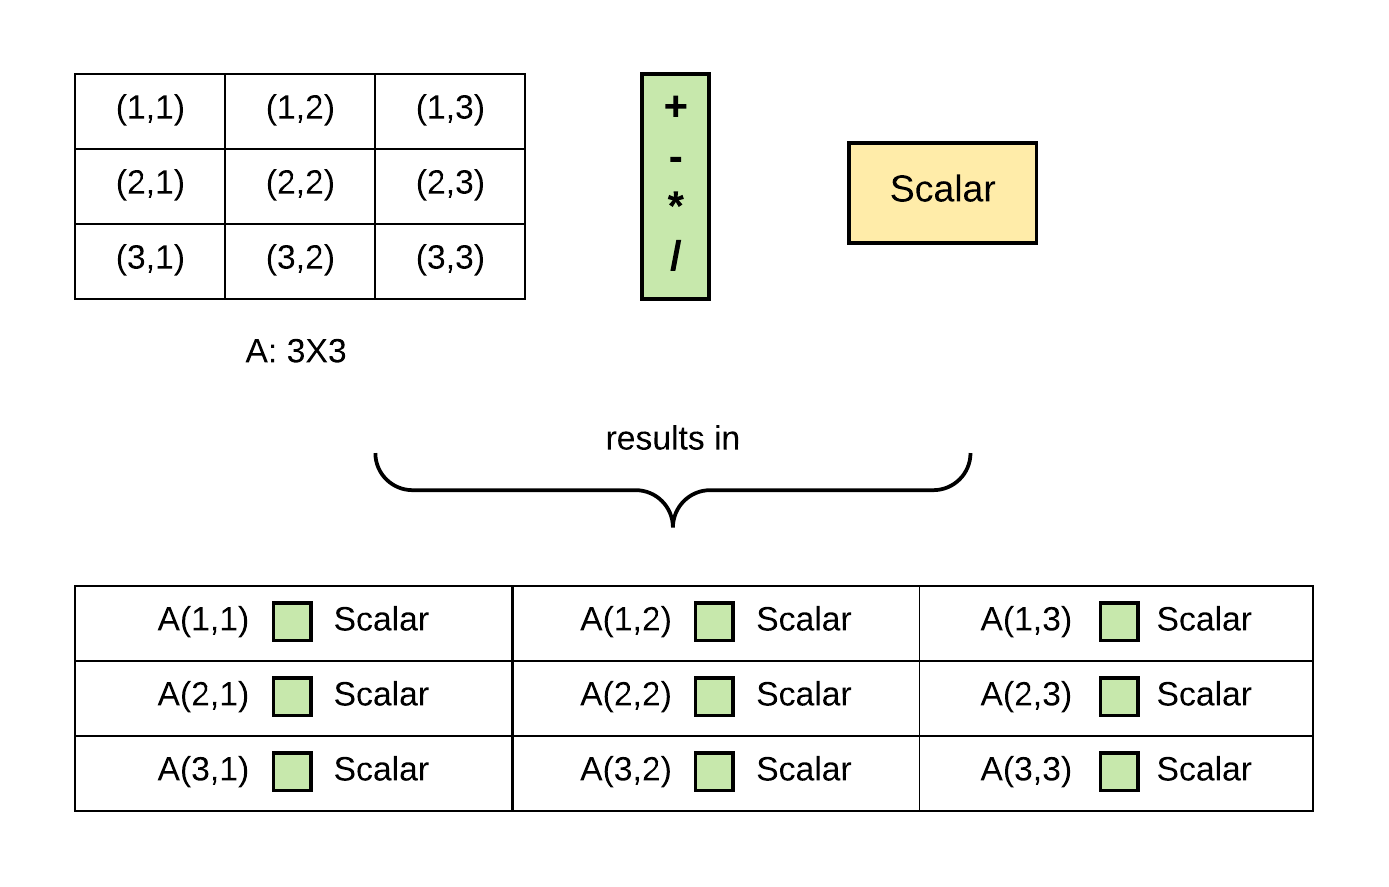 (1,1) (1,2) (1,3)
(2,1) (2,2) (2,3)
(3,1) (3,2) (3,3)
A: 3X3
+
-
*
/
Scalar
results in
A(1,1) Scalar A(1,2) Scalar A(1,3) Scalar
A(2,1) Scalar A(2,2) Scalar A(2,3) Scalar
A(3,1) Scalar A(3,2) Scalar A(3,3) Scalar